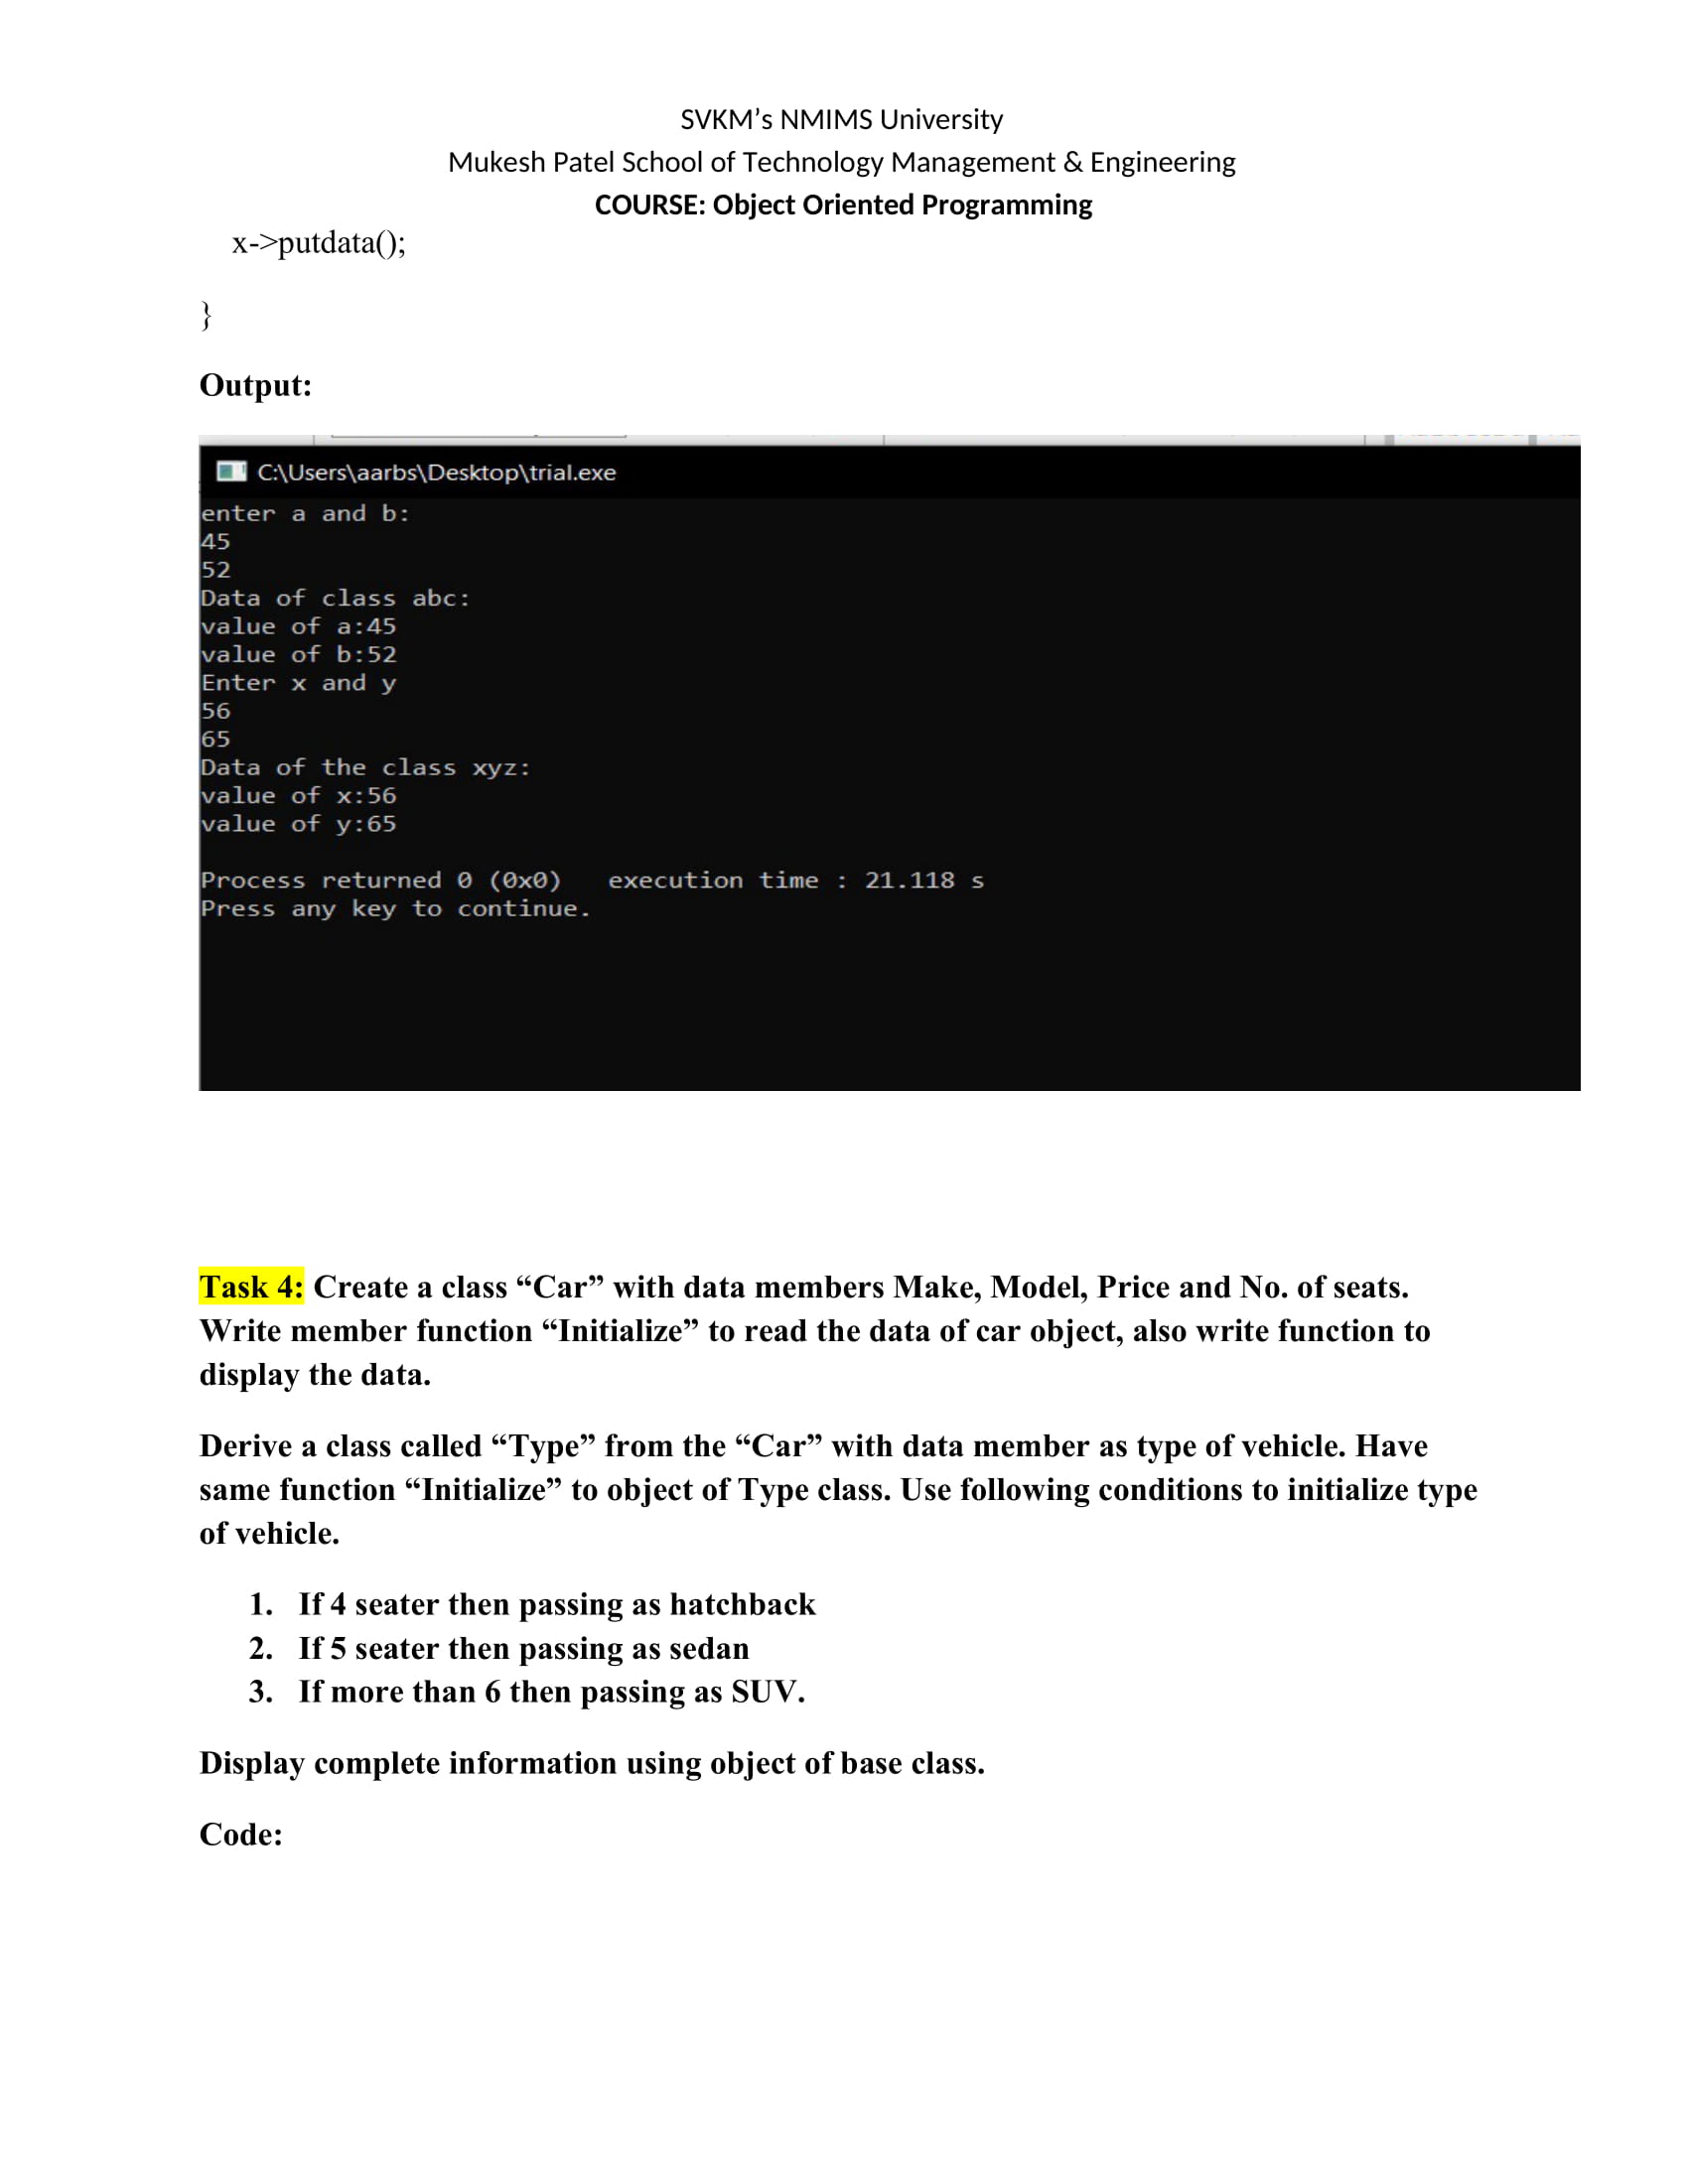 SVKM’s NMIMS University
Mukesh Patel School of Technology Management & Engineering
COURSE: Object Oriented Programming
x->putdata();
}
Output:
C:\Users\aarbs\Desktop\trial.exe
enter a and b:
45
52
Data of class abc:
value of a:45
value of b:52
Enter x and y
56
65
Data of the class xyz:
value of x:56
value of y:65
Process returned 0 (0x0)   execution time : 21.118 s
Press any key to continue.
Task 4: Create a class “Car” with data members Make, Model, Price and No. of seats.
Write member function “Initialize” to read the data of car object, also write function to
display the data.
Derive a class called “Type” from the “Car” with data member as type of vehicle. Have
same function “Initialize” to object of Type class. Use following conditions to initialize type
of vehicle.
1. If 4 seater then passing as hatchback
2. If 5 seater then passing as sedan
3. If more than 6 then passing as SUV.
Display complete information using object of base class.
Code: